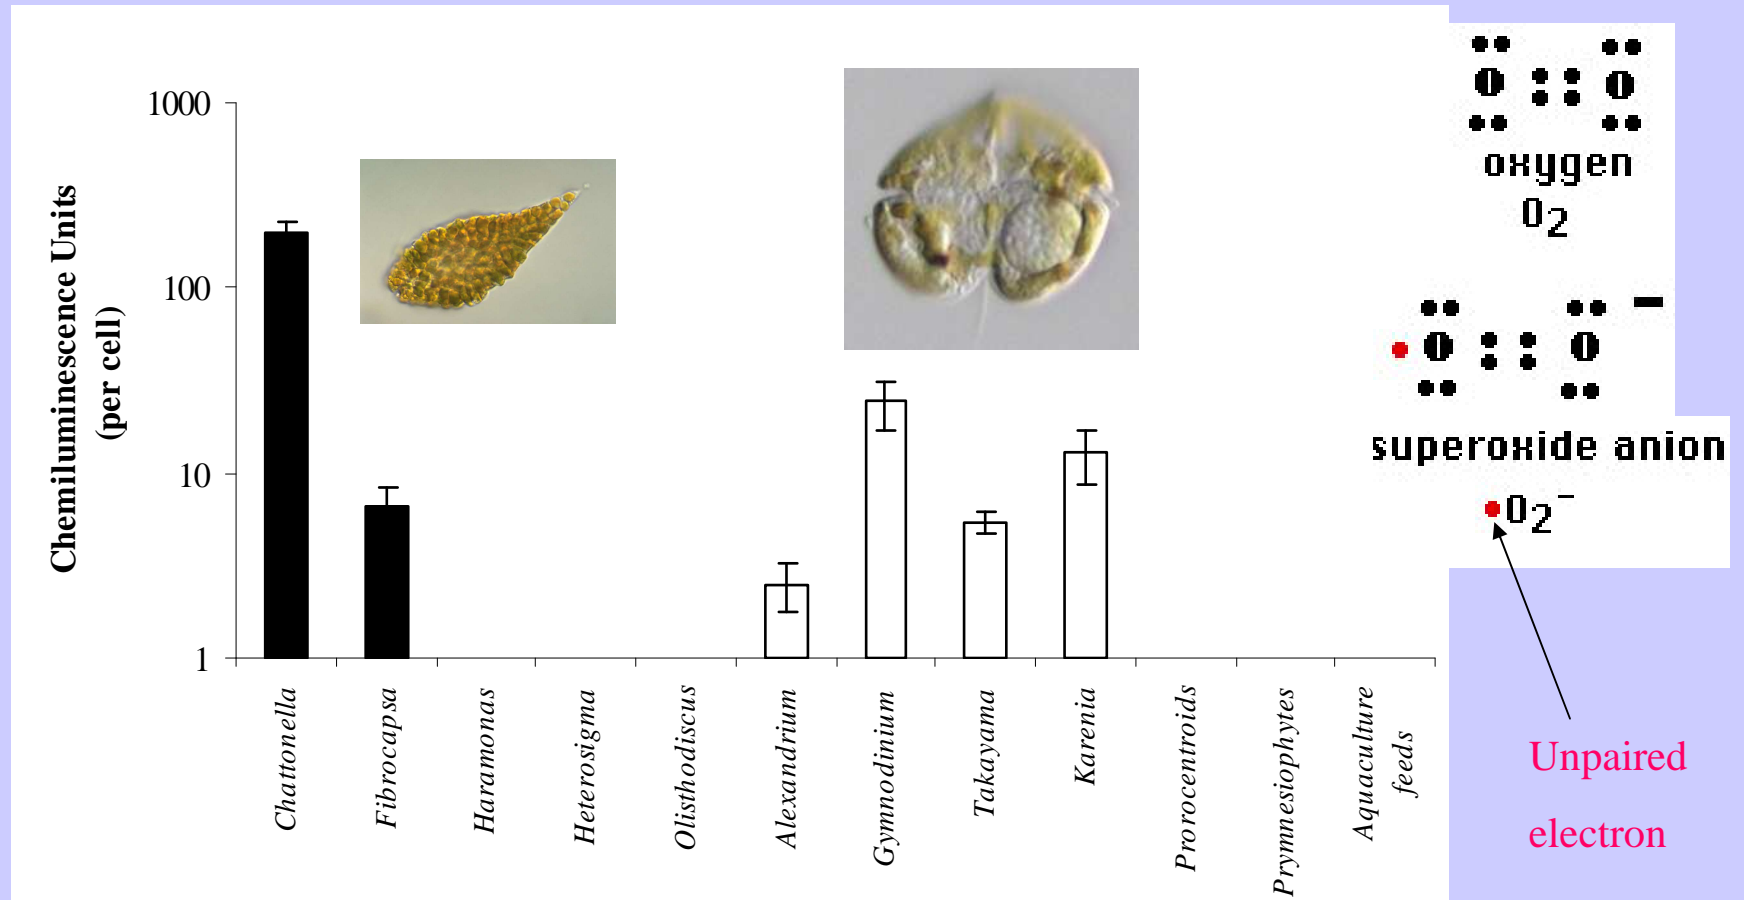 Chemiluminescence Units
(per cell)
1000
100
10
1
Chattonella
Fibrocapsa
Haramonas
Heterosigma
Olisthodiscus
Alexandrium
Gymnodinium
Takayama
Karenia
Prorocentroids
Prymnesiophytes
Aquaculture
feeds
O O
oxygen
O2
O O −
superoxide anion
O2−
Unpaired
electron